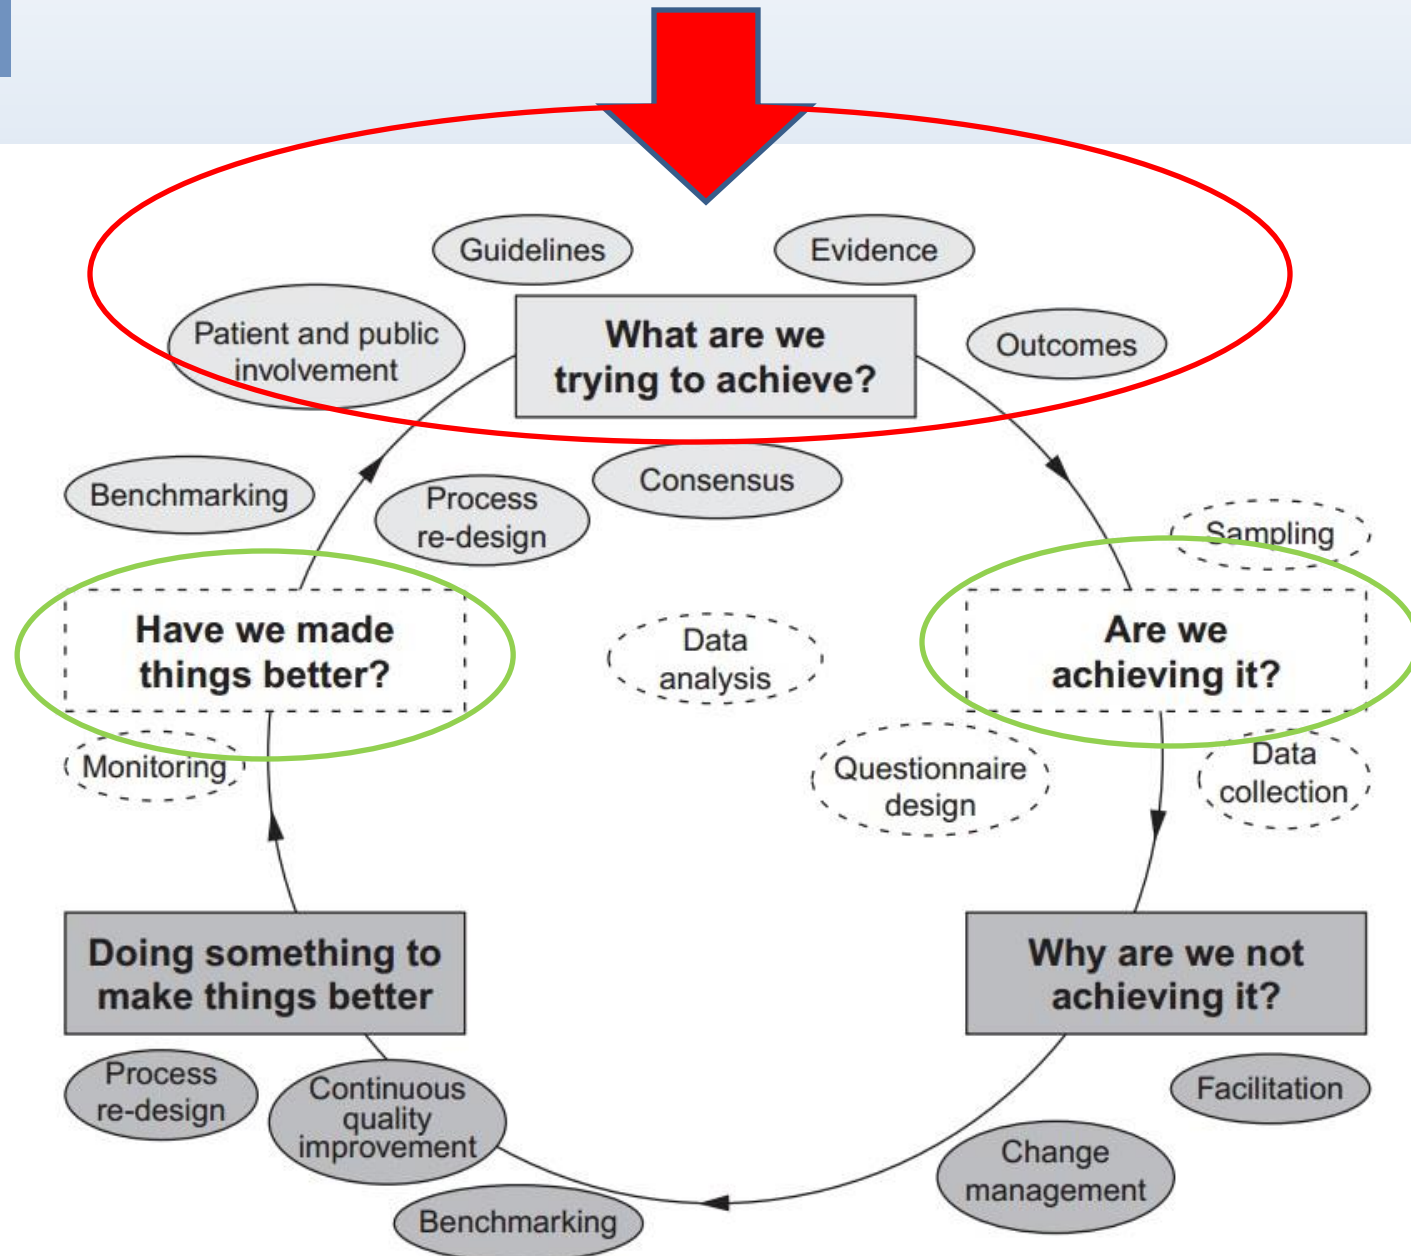 Guidelines
Evidence
Patient and public
involvement
What are we
trying to achieve?
Outcomes
Benchmarking
Process
re-design
Consensus
Sampling
Have we made
things better?
Data
analysis
Are we
achieving it?
Monitoring
Questionnaire
design
Data
collection
Doing something to
make things better
Why are we not
achieving it?
Process
re-design
Continuous
quality
improvement
Facilitation
Change
management
Benchmarking